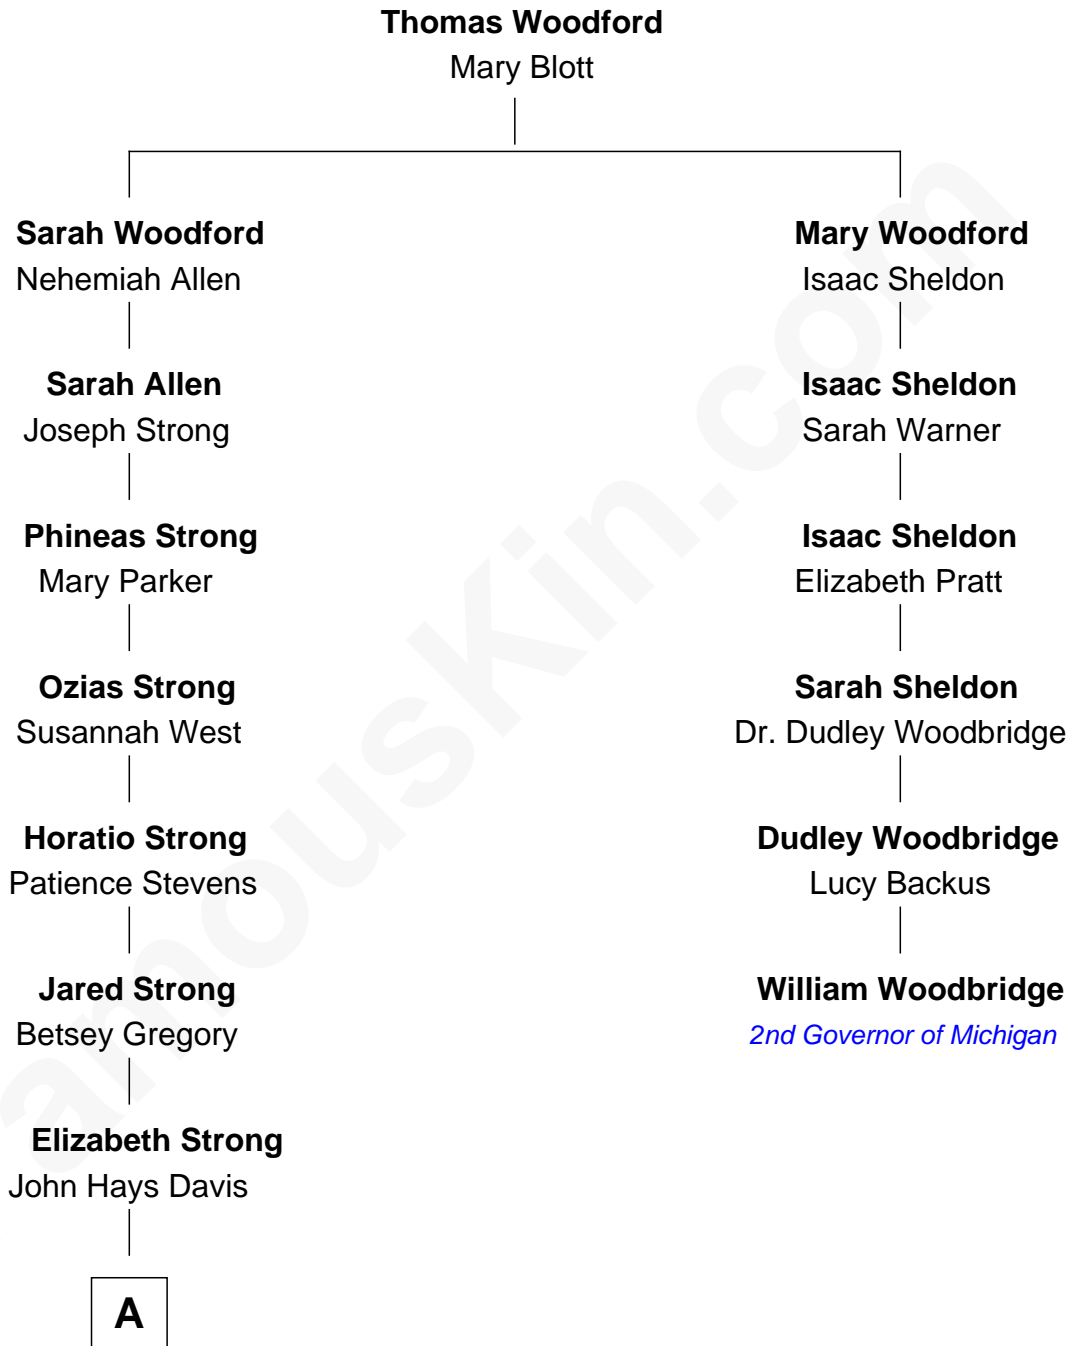 Thomas Woodford
Mary Blott
Sarah Woodford
Nehemiah Allen
Mary Woodford
Isaac Sheldon
Sarah Allen
Joseph Strong
Isaac Sheldon
Sarah Warner
Phineas Strong
Mary Parker
Isaac Sheldon
Elizabeth Pratt
Ozias Strong
Susannah West
Sarah Sheldon
Dr. Dudley Woodbridge
Horatio Strong
Patience Stevens
Dudley Woodbridge
Lucy Backus
Jared Strong
Betsey Gregory
William Woodbridge
2nd Governor of Michigan
Elizabeth Strong
John Hays Davis
A
amouskin.com